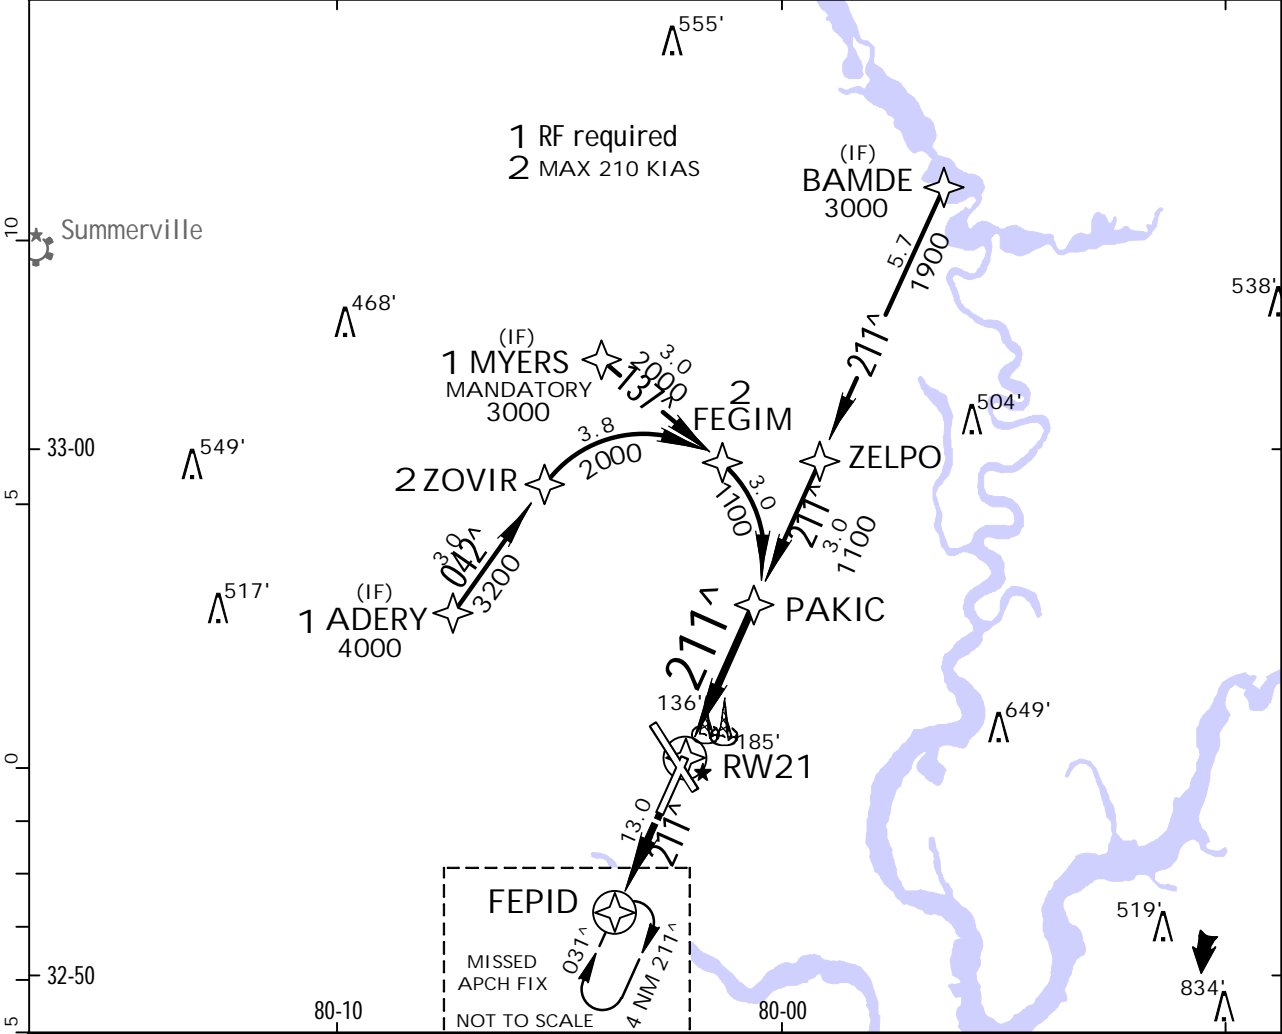 555'
1 RF required
2 MAX 210 KIAS
(IF)
BAMDE
3000
10
Summerville
5.7
1900
538'
468'
211^
(IF)
1 MYERS
MANDATORY
3000
3.0
2000
137^
2
FEGIM
504'
33-00
549'
3.8
2000
ZELPO
2 ZOVIR
5
3.0
1100
211^
3.0
1100
3.0
042^
3200
517'
(IF)
1 ADERY
4000
PAKIC
211^
136'
185'
649'
0
RW21
13.0
211^
FEPID
519'
031^
4 NM 211^
MISSED
APCH FIX
32-50
834'
80-10
80-00
NOT TO SCALE
5